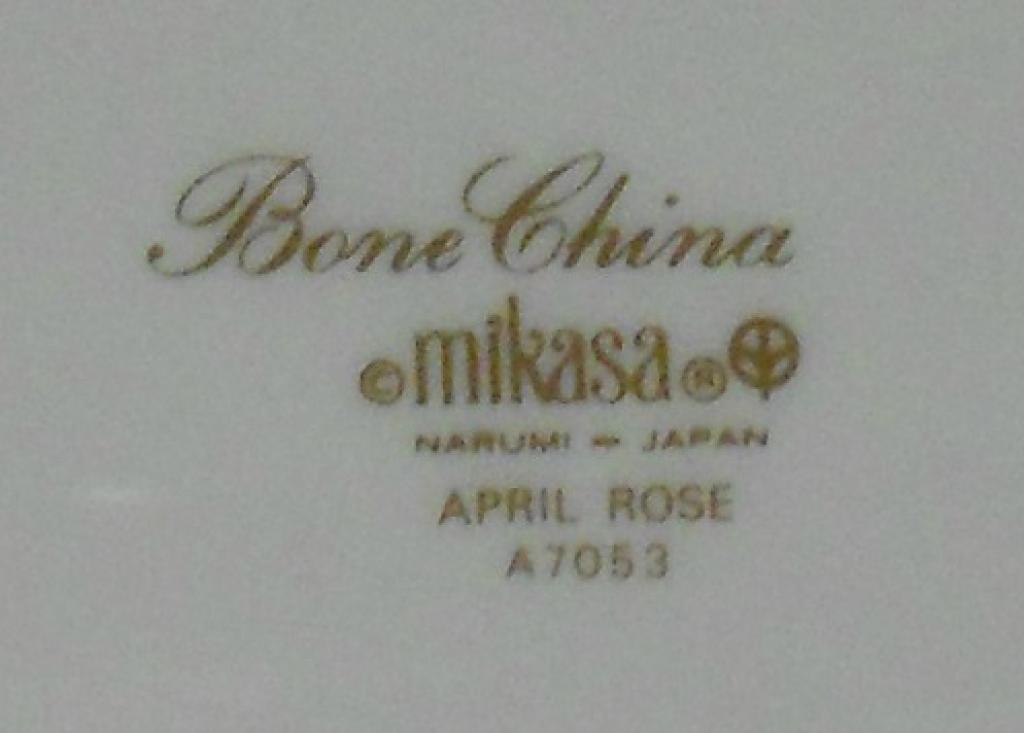 Bone China
©mikasa®
NARUMI - JAPAN
APRIL ROSE
A7053